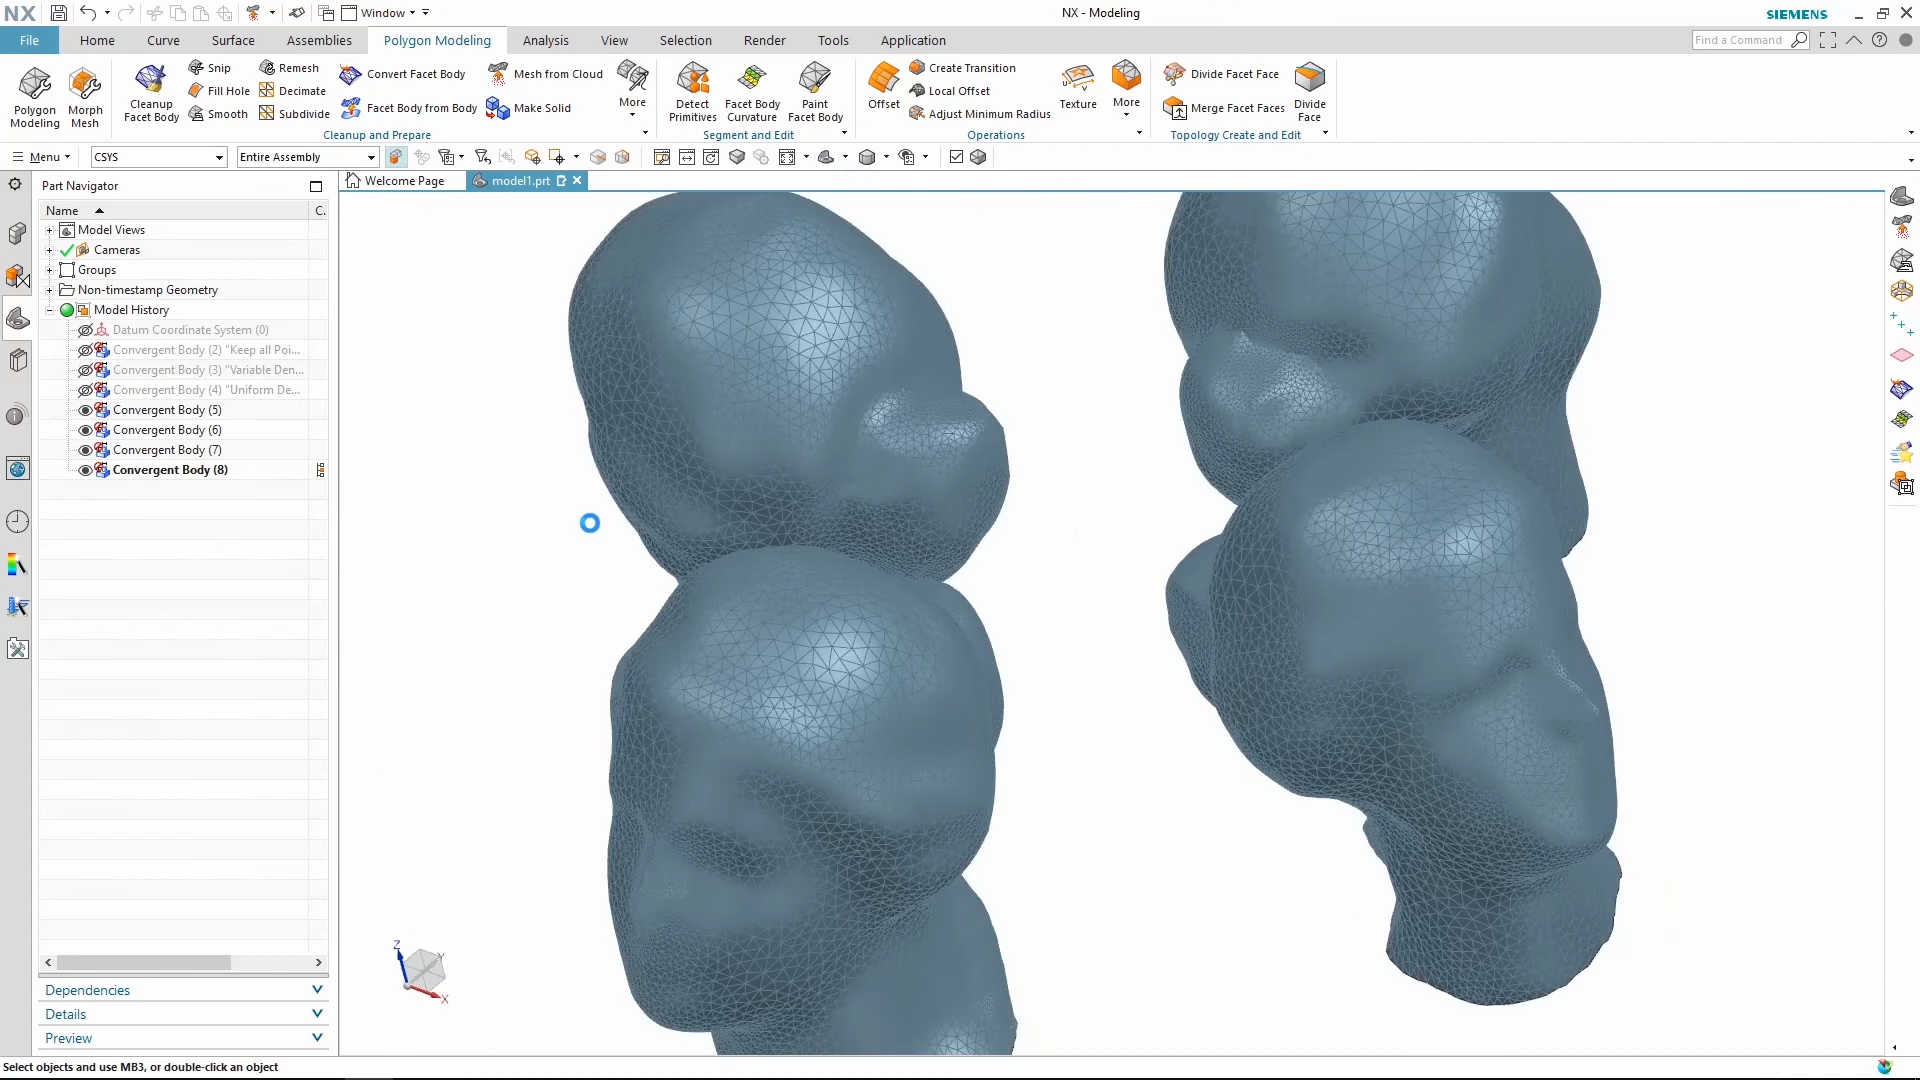 NX
Window
NX - Modeling
SIEMENS
File
Home
Curve
Surface
Assemblies
Polygon Modeling
Analysis
View
Selection
Render
Tools
Application
Find a Command
Polygon Modeling
Morph Mesh
Cleanup Facet Body
Snip
Fill Hole
Smooth
Remesh
Decimate
Subdivide
Convert Facet Body
Facet Body from Body
Mesh from Cloud
Make Solid
More
Cleanup and Prepare
Detect Primitives
Facet Body Curvature
Paint Facet Body
Segment and Edit
Offset
Create Transition
Local Offset
Adjust Minimum Radius
Texture
More
Operations
Divide Facet Face
Merge Facet Faces
Divide Face
Topology Create and Edit
Menu
CSYS
Entire Assembly
Part Navigator
Welcome Page
model1.prt
Name
C.
Model Views
Cameras
Groups
Non-timestamp Geometry
Model History
Datum Coordinate System (0)
Convergent Body (2) "Keep all Poi...
Convergent Body (3) "Variable Den...
Convergent Body (4) "Uniform De...
Convergent Body (5)
Convergent Body (6)
Convergent Body (7)
Convergent Body (8)
Z
Y
X
Dependencies
Details
Preview
Select objects and use MB3, or double-click an object